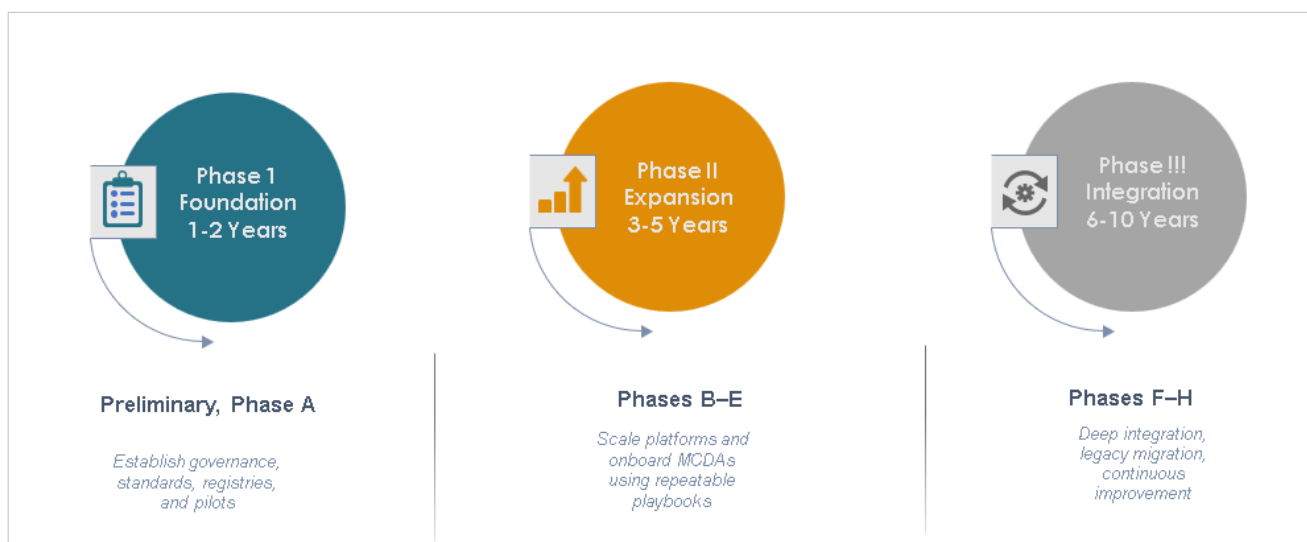 Phase 1
Foundation
1-2 Years
Phase II
Expansion
3-5 Years
Phase !!!
Integration
6-10 Years
Preliminary, Phase A
Establish governance,
standards, registries,
and pilots
Phases B–E
Scale platforms and
onboard MCDAs
using repeatable
playbooks
Phases F–H
Deep integration,
legacy migration,
continuous
improvement